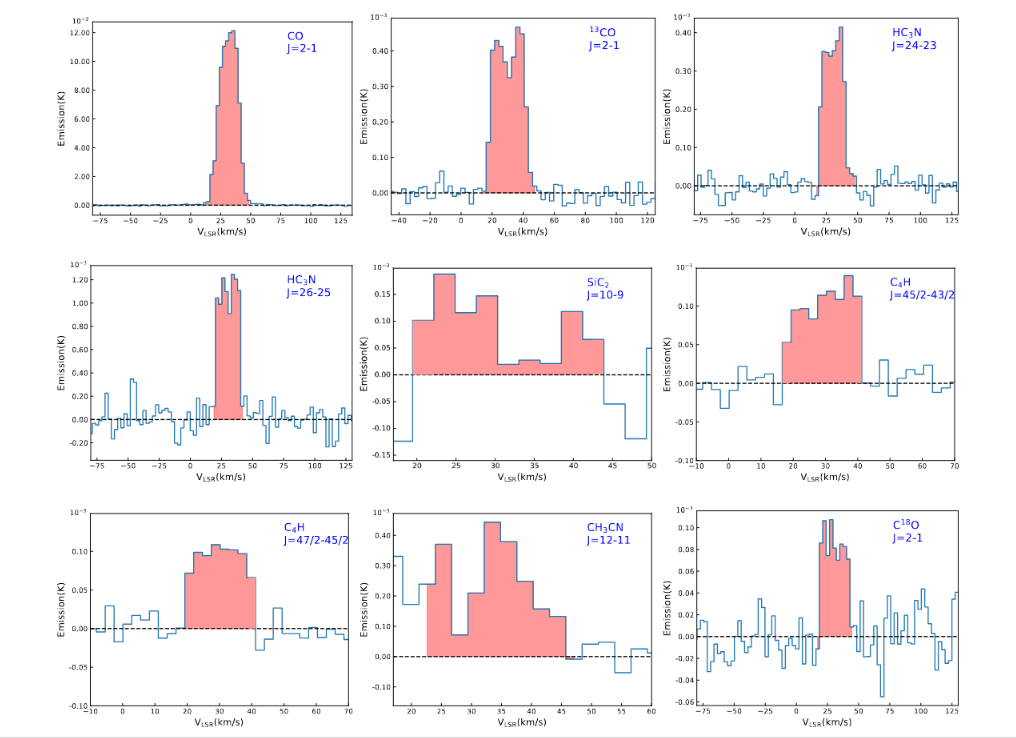 10⁻²
CO
J=2-1
12.00
10.00
8.00
6.00
4.00
2.00
0.00
Emission(K)
−75 −50 −25 0 25 50 75 100 125
V_LSR(km/s)
10⁻³
¹³CO
J=2-1
0.40
0.30
0.20
0.10
0.00
Emission(K)
−40 −20 0 20 40 60 80 100 120
V_LSR(km/s)
10⁻³
HC₃N
J=24-23
0.40
0.30
0.20
0.10
0.00
Emission(K)
−75 −50 −25 0 25 50 75 100 125
V_LSR(km/s)
HC₃N
J=26-25
1.20
1.00
0.80
0.60
0.40
0.20
0.00
−0.20
Emission(K)
−75 −50 −25 0 25 50 75 100 125
V_LSR(km/s)
10⁻³
SiC₂
J=10-9
0.15
0.10
0.05
0.00
−0.05
−0.10
−0.15
Emission(K)
20 25 30 35 40 45 50
V_LSR(km/s)
10⁻³
C₄H
J=45/2-43/2
0.10
0.05
0.00
−0.05
−0.10
Emission(K)
−10 0 10 20 30 40 50 60 70
V_LSR(km/s)
C₄H
J=47/2-45/2
0.10
0.05
0.00
−0.05
−0.10
Emission(K)
−10 0 10 20 30 40 50 60 70
V_LSR(km/s)
10⁻³
CH₃CN
J=12-11
0.40
0.30
0.20
0.10
0.00
−0.10
Emission(K)
20 25 30 35 40 45 50 55 60
V_LSR(km/s)
C¹⁸O
J=2-1
0.10
0.08
0.06
0.04
0.02
0.00
−0.02
−0.04
−0.06
Emission(K)
−75 −50 −25 0 25 50 75 100 125
V_LSR(km/s)